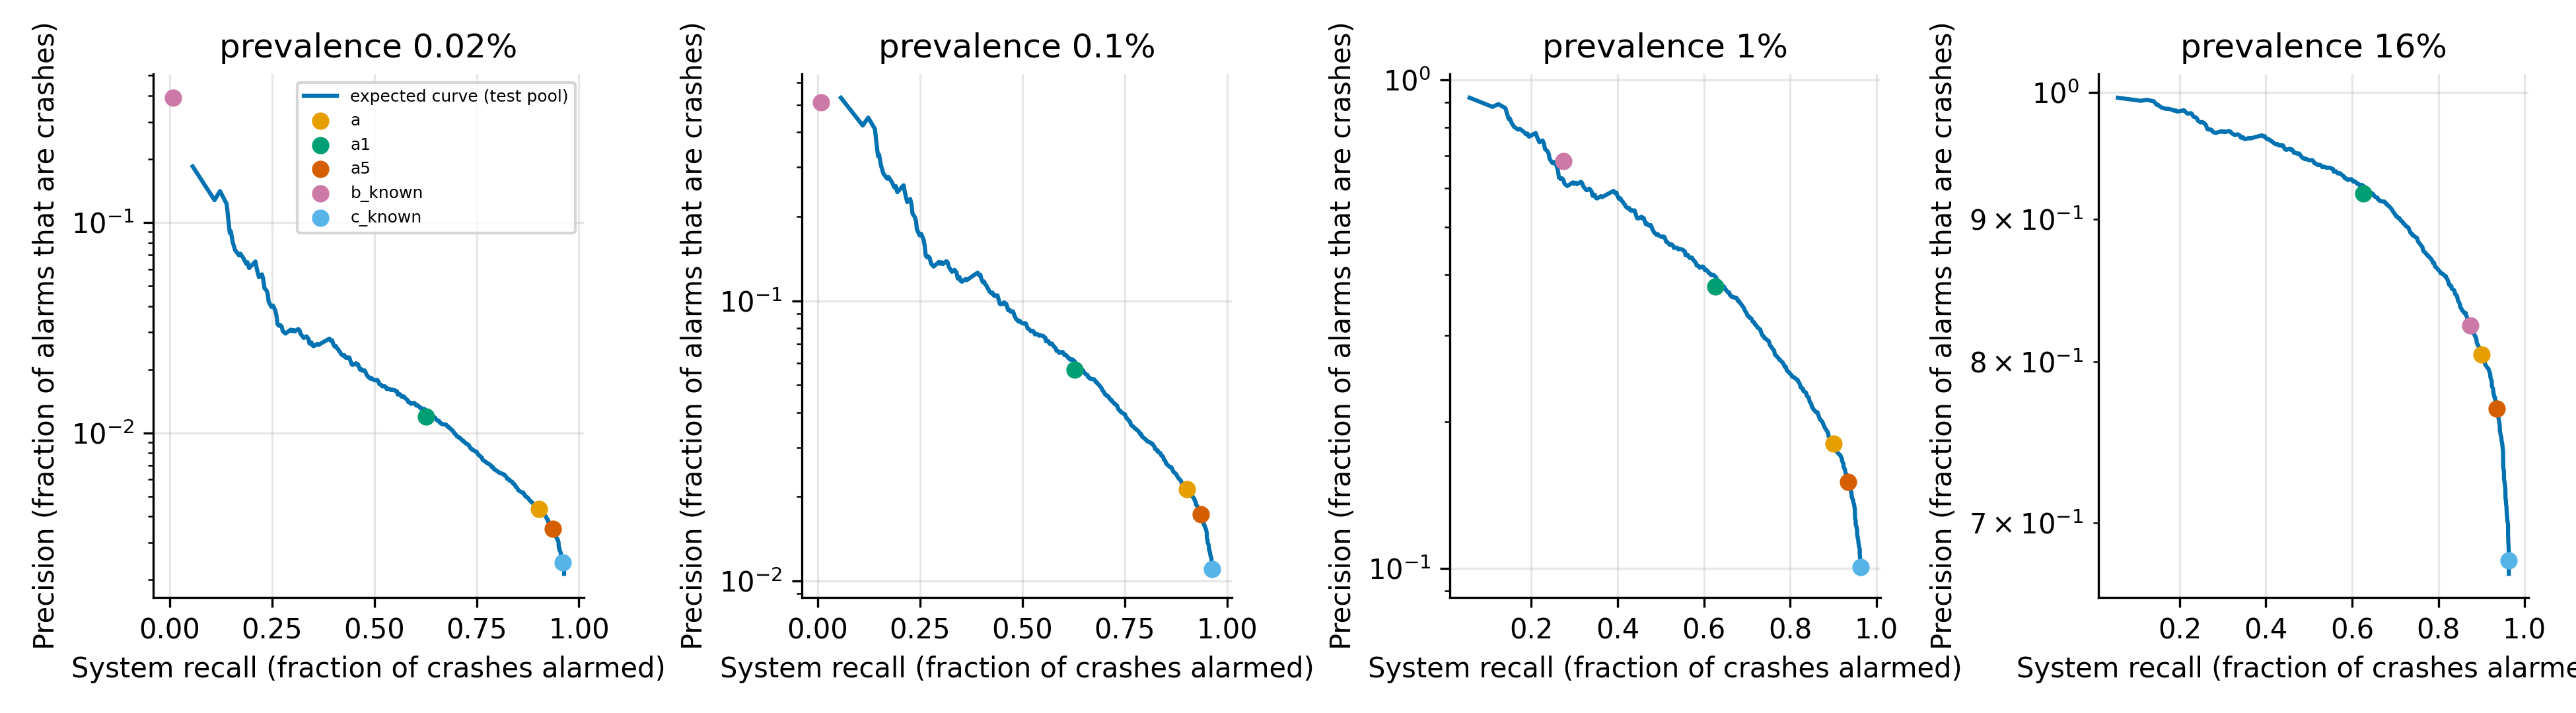 prevalence 0.02%
Precision (fraction of alarms that are crashes)
10⁻¹
10⁻²
expected curve (test pool)
a
a1
a5
b_known
c_known
0.00 0.25 0.50 0.75 1.00
System recall (fraction of crashes alarmed)
prevalence 0.1%
Precision (fraction of alarms that are crashes)
10⁻¹
10⁻²
0.00 0.25 0.50 0.75 1.00
System recall (fraction of crashes alarmed)
prevalence 1%
Precision (fraction of alarms that are crashes)
10⁰
10⁻¹
0.2 0.4 0.6 0.8 1.0
System recall (fraction of crashes alarmed)
prevalence 16%
Precision (fraction of alarms that are crashes)
10⁰
9 × 10⁻¹
8 × 10⁻¹
7 × 10⁻¹
0.2 0.4 0.6 0.8 1.0
System recall (fraction of crashes alarme